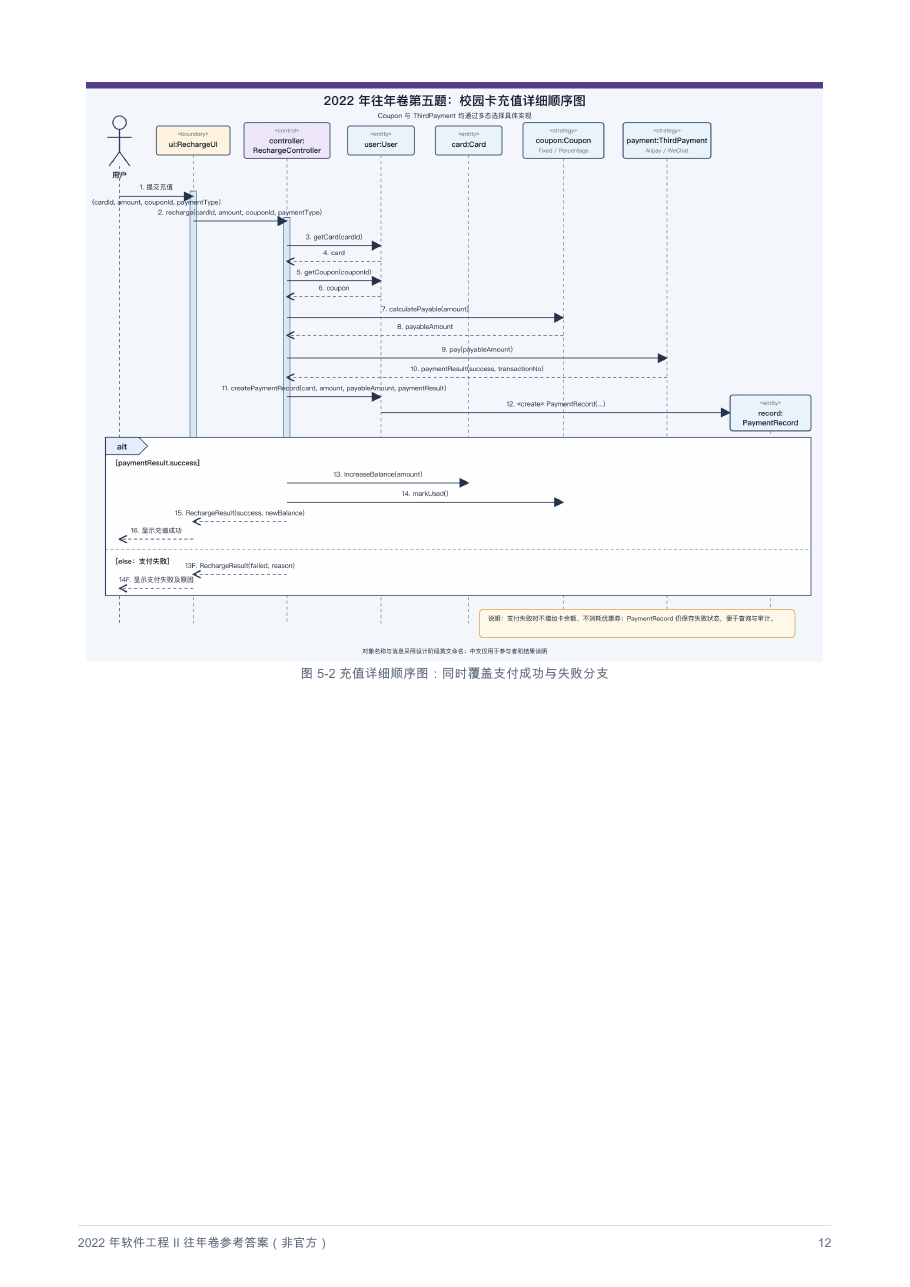 2022 年往年卷第五题：校园卡充值详细顺序图
Coupon 与 ThirdPayment 均通过多态选择具体实现
用户
«boundary»
ui:RechargeUI
«control»
controller:
RechargeController
«entity»
user:User
«entity»
card:Card
«strategy»
coupon:Coupon
Fixed / Percentage
«strategy»
payment:ThirdPayment
Alipay / WeChat
1. 提交充值
(cardId, amount, couponId, paymentType)
2. recharge(cardId, amount, couponId, paymentType)
3. getCard(cardId)
4. card
5. getCoupon(couponId)
6. coupon
7. calculatePayable(amount)
8. payableAmount
9. pay(payableAmount)
10. paymentResult(success, transactionNo)
11. createPaymentRecord(card, amount, payableAmount, paymentResult)
12. «create» PaymentRecord(...)
«entity»
record:
PaymentRecord
alt
[paymentResult.success]
13. increaseBalance(amount)
14. markUsed()
15. RechargeResult(success, newBalance)
16. 显示充值成功
[else：支付失败]
13F. RechargeResult(failed, reason)
14F. 显示支付失败及原因
说明：支付失败时不增加卡余额、不消耗优惠券；PaymentRecord 仍保存失败状态，便于查询与审计。
对象名称与消息采用设计阶段英文命名；中文仅用于参与者和结果说明
图 5-2 充值详细顺序图：同时覆盖支付成功与失败分支
2022 年软件工程 II 往年卷参考答案（非官方）
12